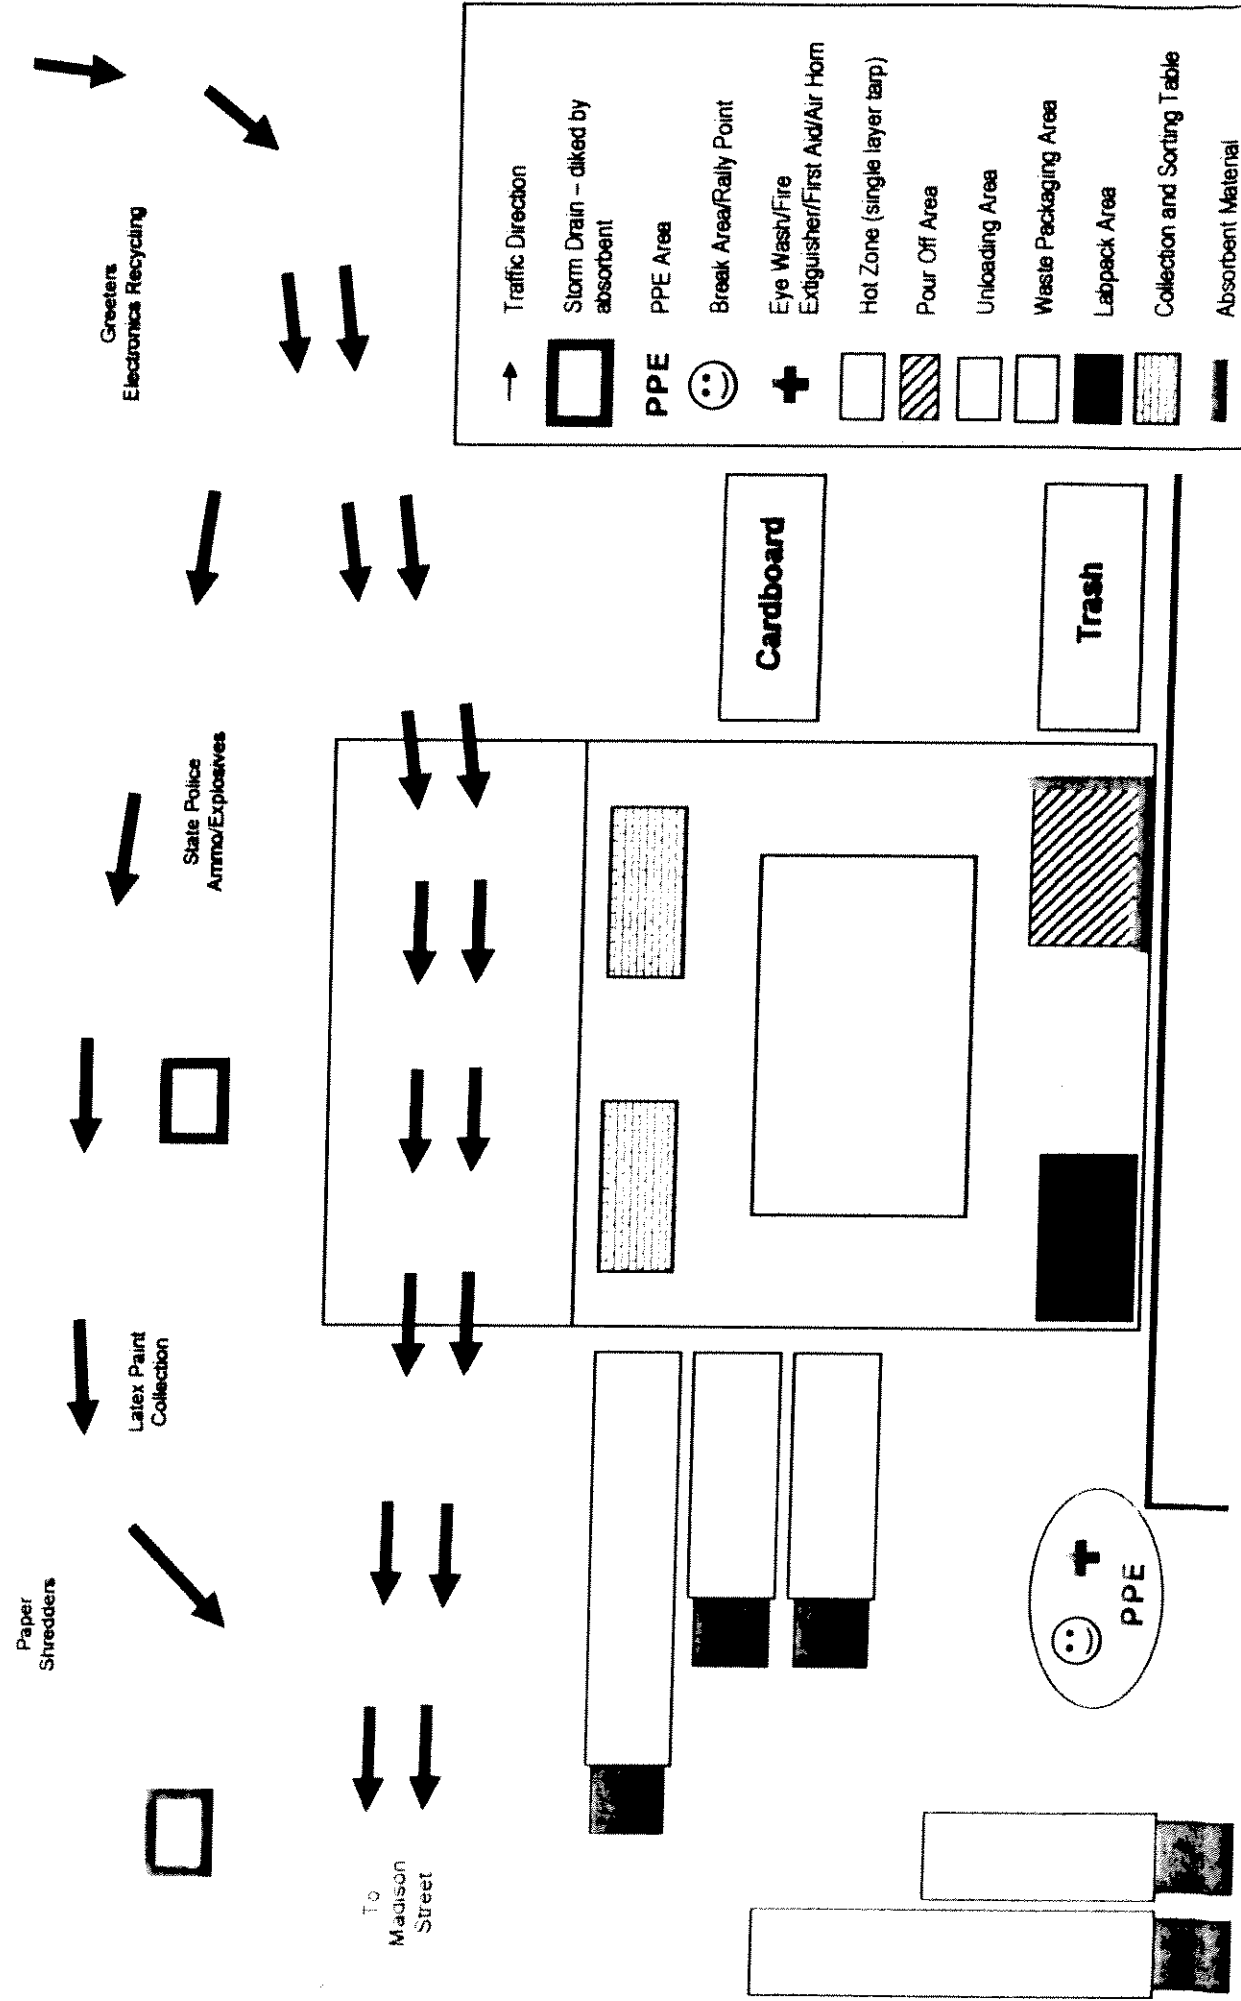 Paper
Shredders
Latex Paint
Collection
State Police
Ammo/Explosives
Greeters
Electronics Recycling
To
Madison
Street
Cardboard
Trash
PPE
Traffic Direction
Storm Drain – diked by
absorbent
PPE
PPE Area
Break Area/Rally Point
Eye Wash/Fire
Extiguisher/First Aid/Air Horn
Hot Zone (single layer tarp)
Pour Off Area
Unloading Area
Waste Packaging Area
Labpack Area
Collection and Sorting Table
Absorbent Material